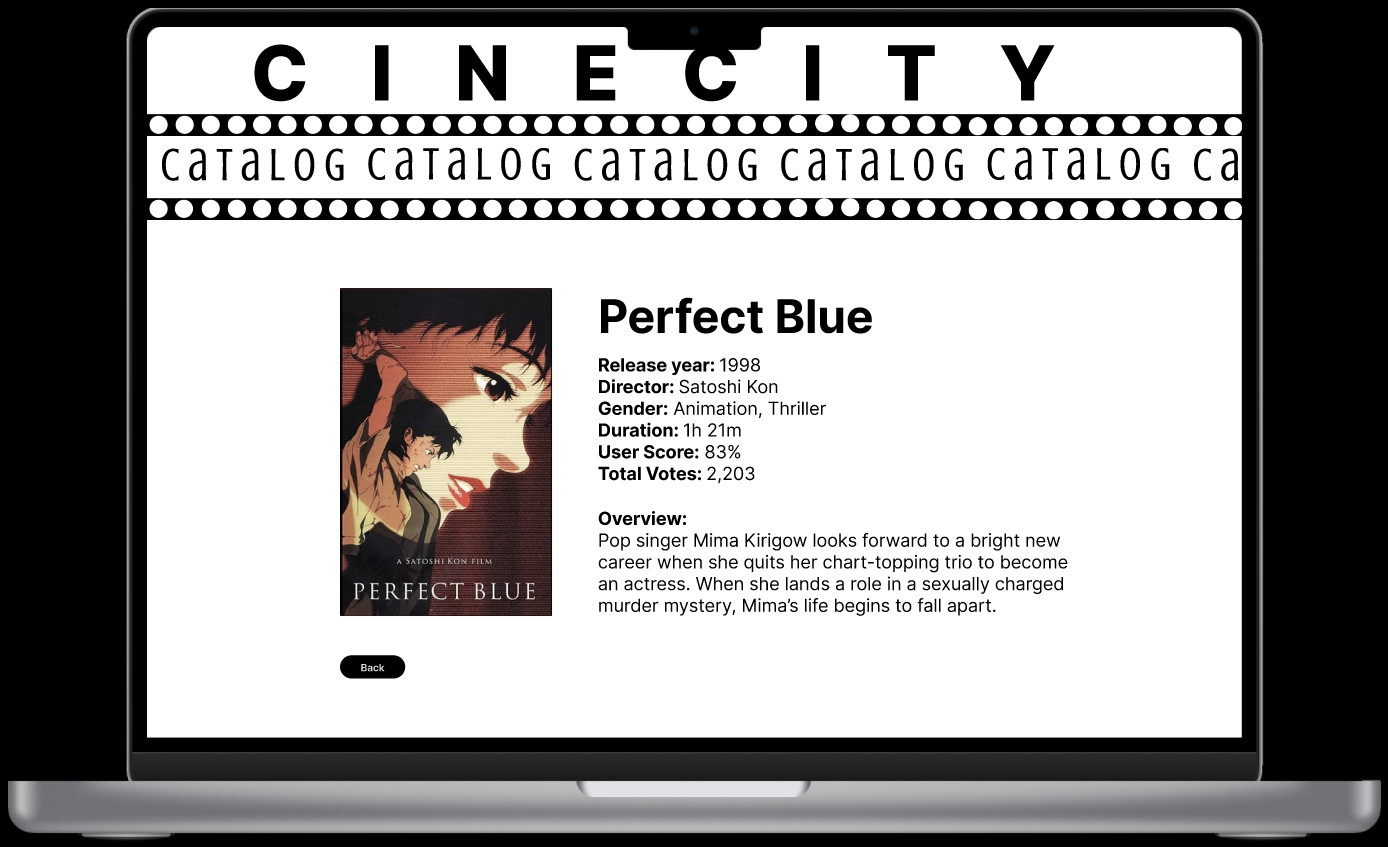 CINECITY
CaTaLOG CaTaLOG CaTaLOG CaTaLOG CaTaLOG Ca
Perfect Blue
Release year: 1998
Director: Satoshi Kon
Gender: Animation, Thriller
Duration: 1h 21m
User Score: 83%
Total Votes: 2,203
Overview:
Pop singer Mima Kirigow looks forward to a bright new
career when she quits her chart-topping trio to become
an actress. When she lands a role in a sexually charged
murder mystery, Mima’s life begins to fall apart.
A SATOSHI KON FILM
PERFECT BLUE
Back